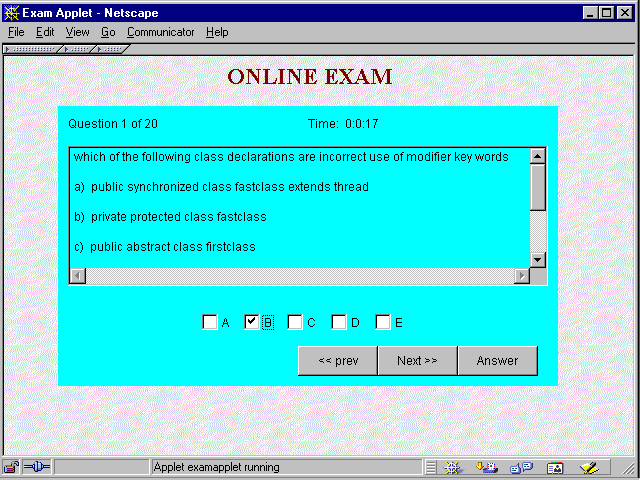 Exam Applet - Netscape
File Edit View Go Communicator Help
ONLINE EXAM
Question 1 of 20 Time: 0:0:17
which of the following class declarations are incorrect use of modifier key words
a) public synchronized class fastclass extends thread
b) private protected class fastclass
c) public abstract class firstclass
A B C D E
<< prev Next >> Answer
Applet examapplet running